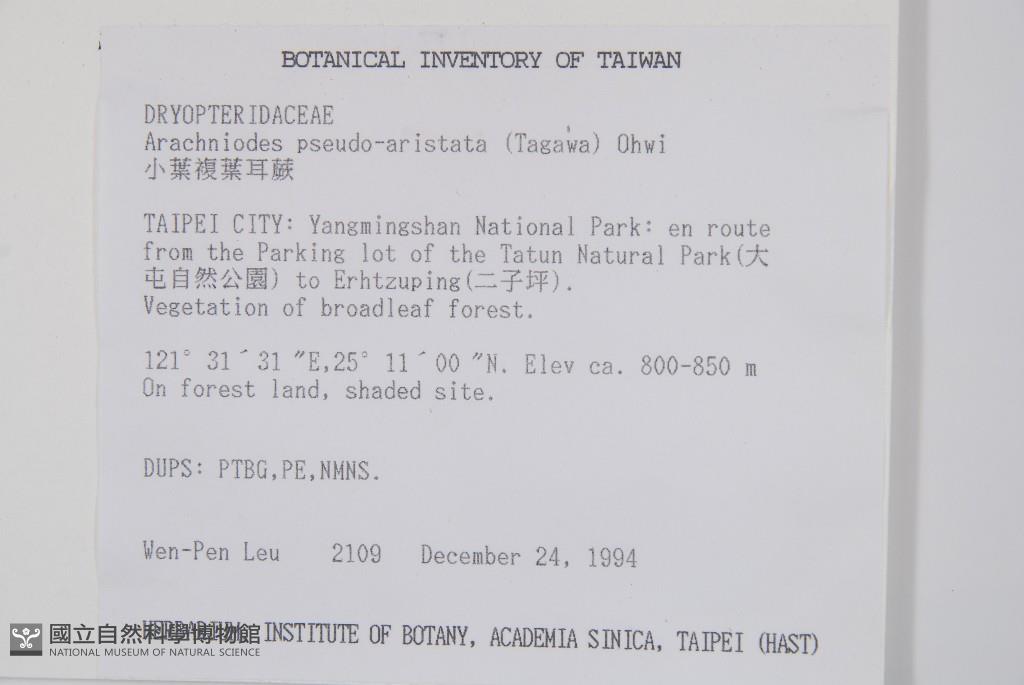 BOTANICAL INVENTORY OF TAIWAN
DRYOPTERIDACEAE
Arachniodes pseudo-aristata (Tagawa) Ohwi
小葉複葉耳蕨
TAIPEI CITY: Yangmingshan National Park: en route
from the Parking lot of the Tatun Natural Park(大
屯自然公園) to Erhtzuping(二子坪).
Vegetation of broadleaf forest.
121° 31´31 ″E,25° 11´00 ″N. Elev ca. 800-850 m
On forest land, shaded site.
DUPS: PTBG,PE,NMNS.
Wen-Pen Leu 2109 December 24, 1994
HERBARIUM, INSTITUTE OF BOTANY, ACADEMIA SINICA, TAIPEI (HAST)
國立自然科學博物館
NATIONAL MUSEUM OF NATURAL SCIENCE